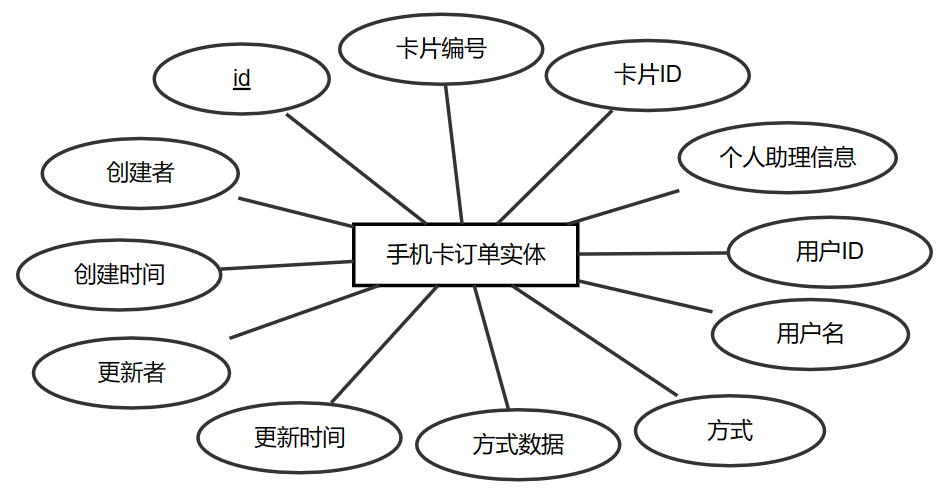 卡片编号
id
卡片ID
个人助理信息
创建者
手机卡订单实体
用户ID
创建时间
用户名
更新者
方式
更新时间
方式数据